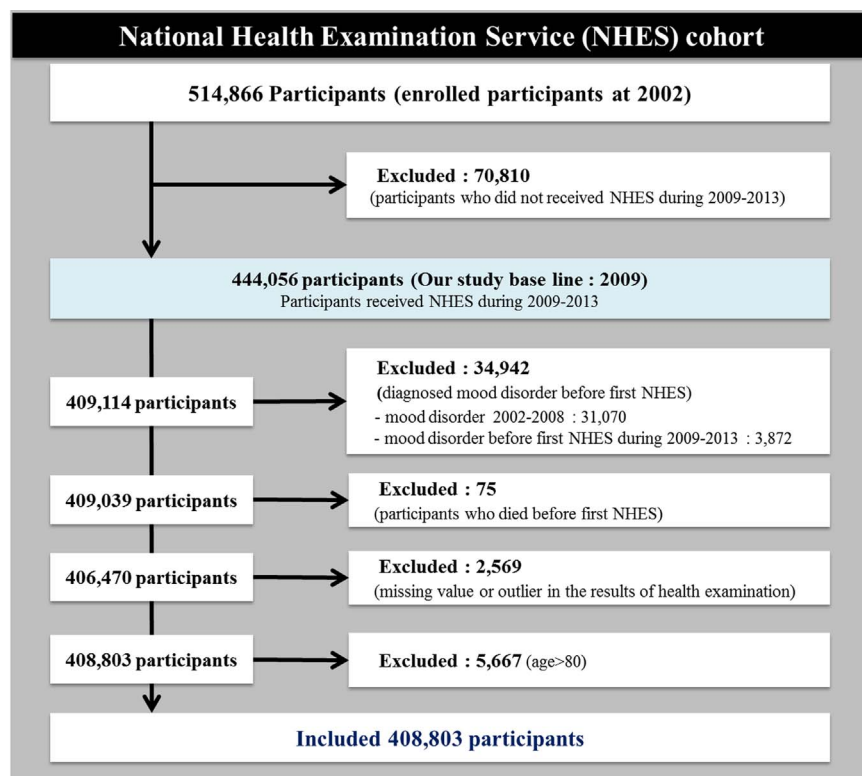 National Health Examination Service (NHES) cohort
514,866 Participants (enrolled participants at 2002)
Excluded : 70,810
(participants who did not received NHES during 2009-2013)
444,056 participants (Our study base line : 2009)
Participants received NHES during 2009-2013
Excluded : 34,942
(diagnosed mood disorder before first NHES)
- mood disorder 2002-2008 : 31,070
- mood disorder before first NHES during 2009-2013 : 3,872
409,114 participants
Excluded : 75
(participants who died before first NHES)
409,039 participants
Excluded : 2,569
(missing value or outlier in the results of health examination)
406,470 participants
Excluded : 5,667 (age>80)
408,803 participants
Included 408,803 participants